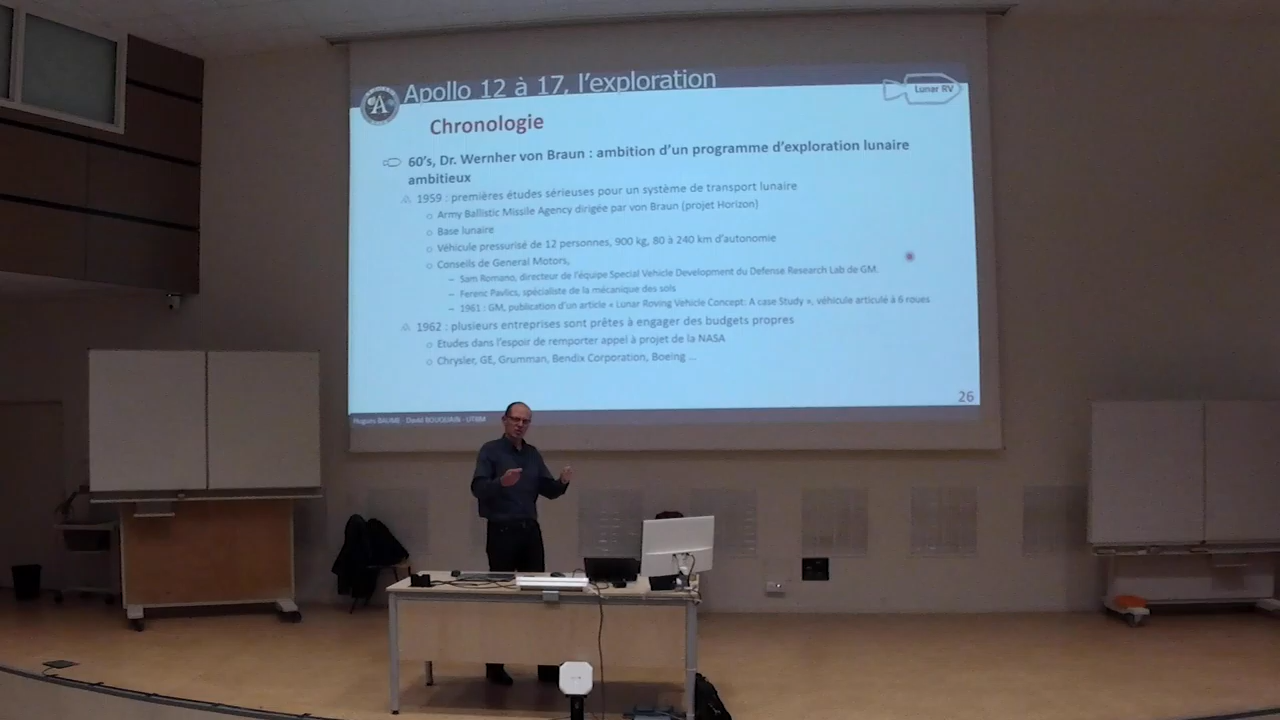 Apollo 12 à 17, l'exploration
Lunar RV
Chronologie
60's, Dr. Wernher von Braun : ambition d'un programme d'exploration lunaire
ambitieux
1959 : premières études sérieuses pour un système de transport lunaire
Army Ballistic Missile Agency dirigée par von Braun (projet Horizon)
Base lunaire
Véhicule pressurisé de 12 personnes, 900 kg, 80 à 240 km d'autonomie
Conseils de General Motors,
– Sam Romano, directeur de l'équipe Special Vehicle Development du Defense Research Lab de GM.
– Ferenc Pavlics, spécialiste de la mécanique des sols
– 1961 : GM, publication d'un article « Lunar Roving Vehicle Concept: A case Study », véhicule articulé à 6 roues
1962 : plusieurs entreprises sont prêtes à engager des budgets propres
Etudes dans l'espoir de remporter appel à projet de la NASA
Chrysler, GE, Grumman, Bendix Corporation, Boeing ...
26
Hugues BAUME - David BOUQUAIN - UTBM